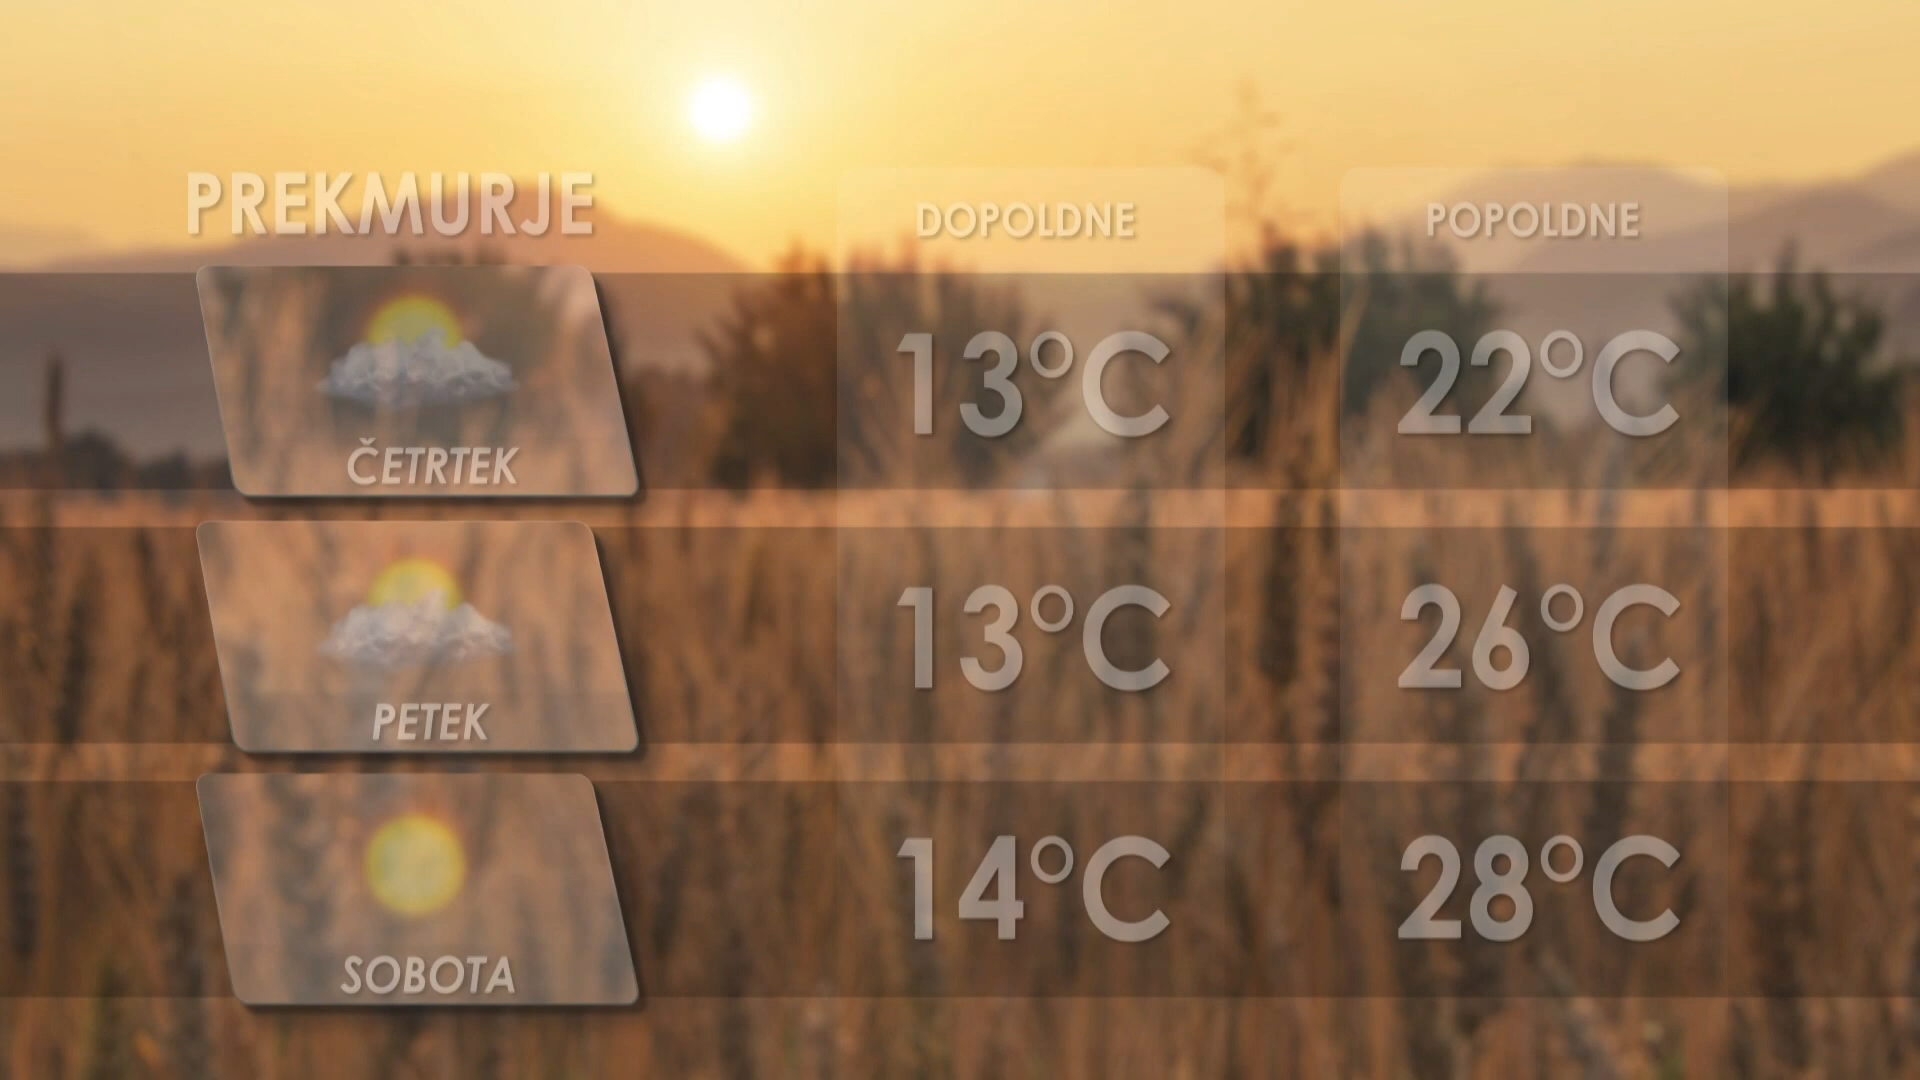 PREKMURJE
DOPOLDNE POPOLDNE
13°C 22°C
ČETRTEK
13°C 26°C
PETEK
14°C 28°C
SOBOTA